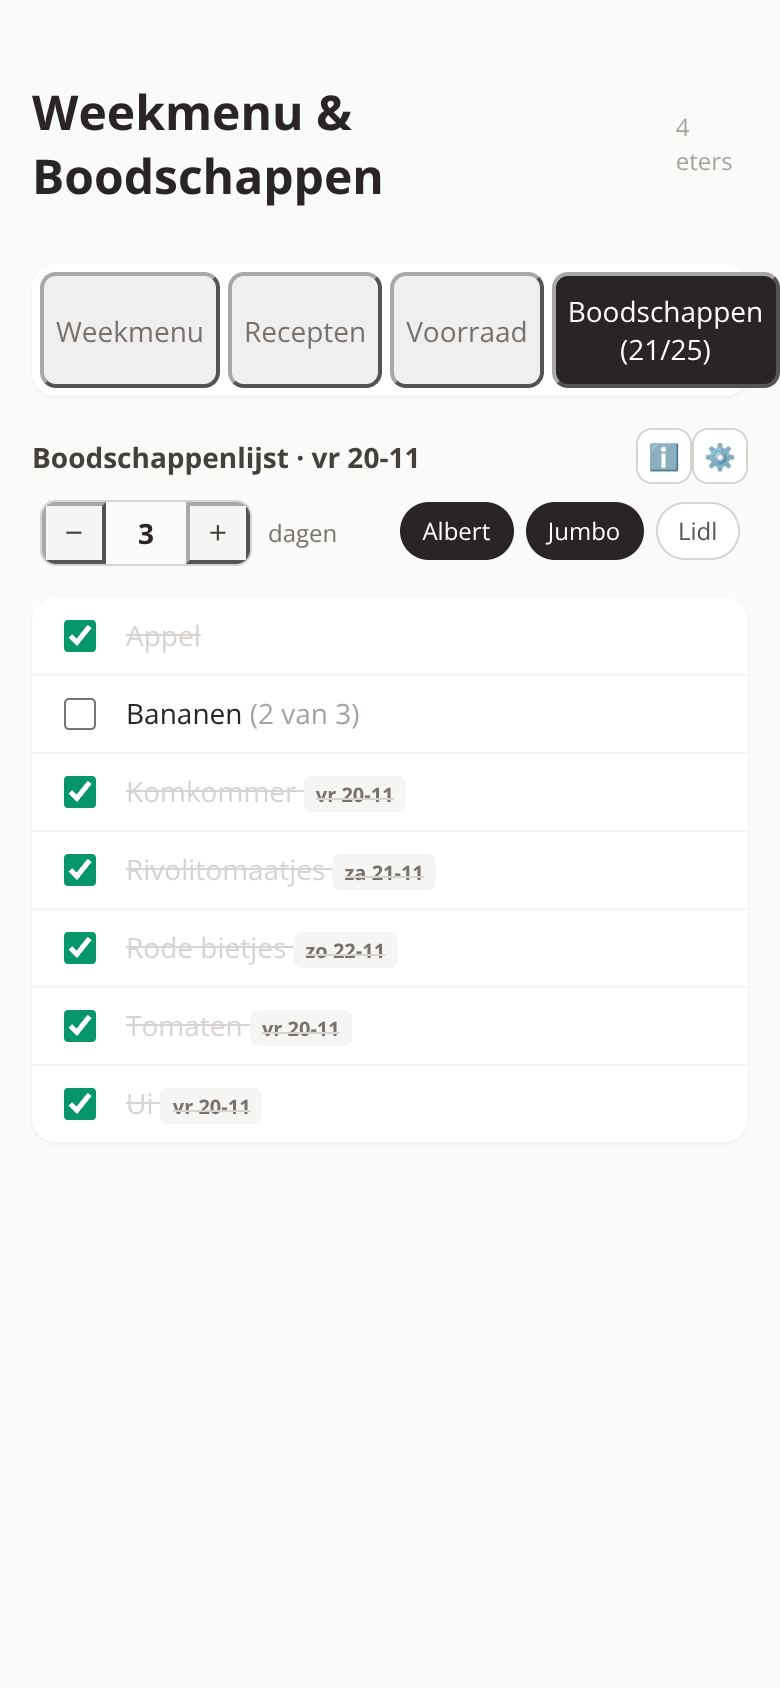 Weekmenu &
Boodschappen
4
eters
Weekmenu
Recepten
Voorraad
Boodschappen
(21/25)
Boodschappenlijst · vr 20-11
− 3 + dagen
Albert
Jumbo
Lidl
Appel
Bananen (2 van 3)
Komkommer vr 20-11
Rivolitomaatjes za 21-11
Rode bietjes zo 22-11
Tomaten vr 20-11
Ui vr 20-11